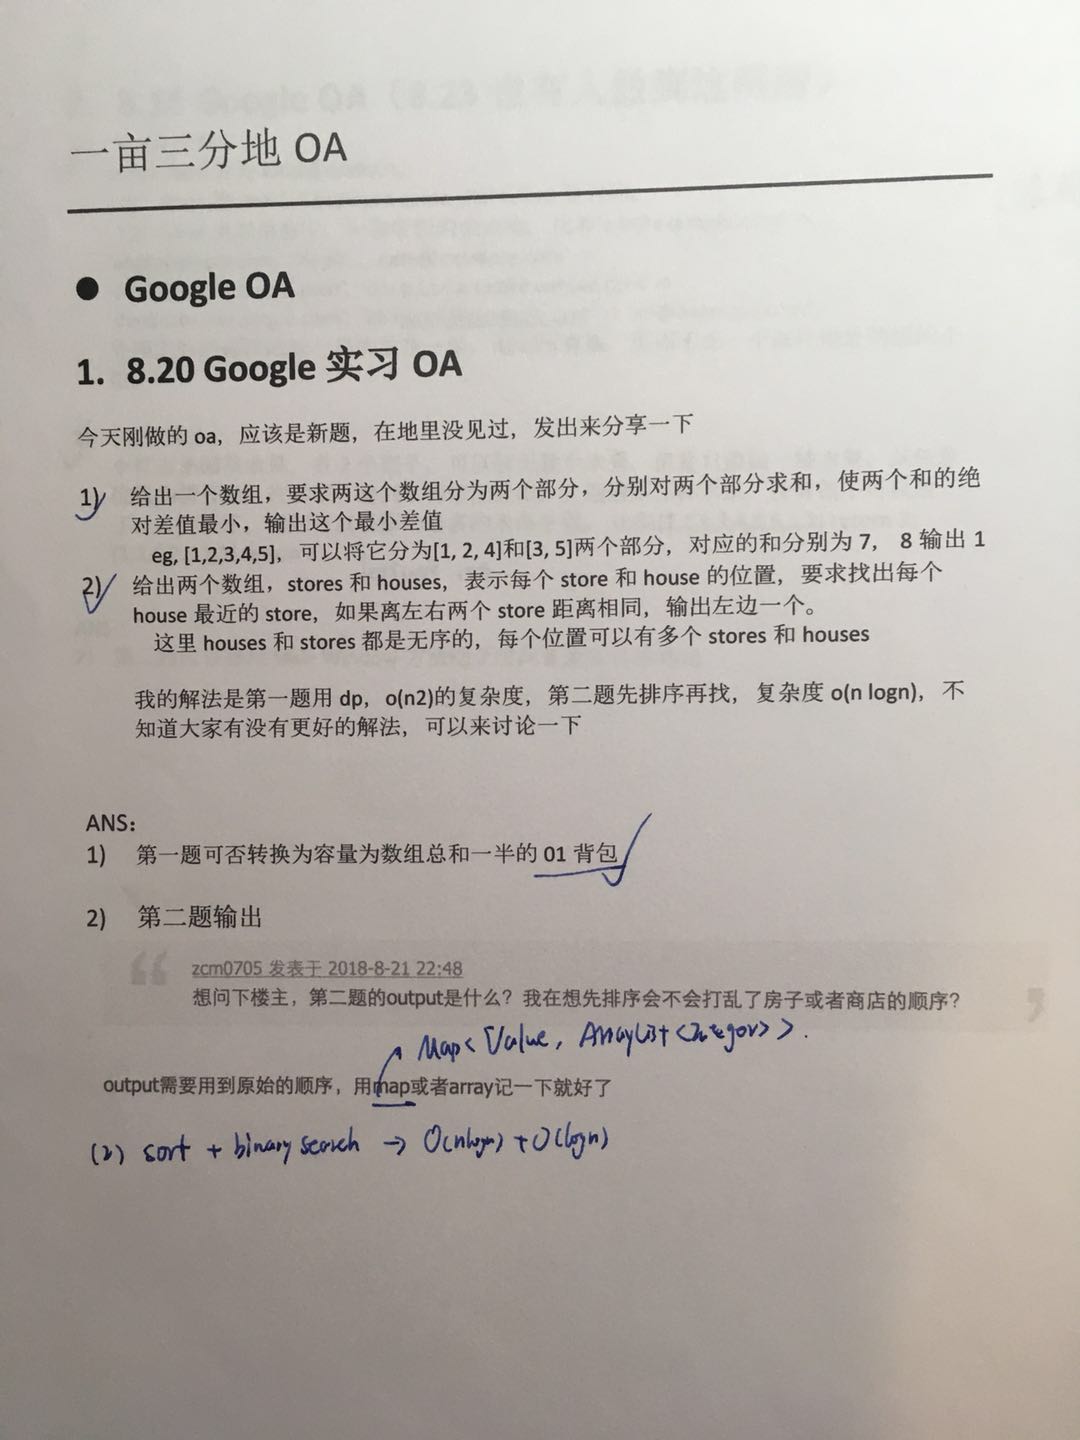 一亩三分地 OA
● Google OA
1. 8.20 Google 实习 OA
今天刚做的 oa，应该是新题，在地里没见过，发出来分享一下
1) 给出一个数组，要求两这个数组分为两个部分，分别对两个部分求和，使两个和的绝
对差值最小，输出这个最小差值
eg, [1,2,3,4,5]，可以将它分为[1, 2, 4]和[3, 5]两个部分，对应的和分别为 7，8 输出 1
2) 给出两个数组，stores 和 houses，表示每个 store 和 house 的位置，要求找出每个
house 最近的 store，如果离左右两个 store 距离相同，输出左边一个。
这里 houses 和 stores 都是无序的，每个位置可以有多个 stores 和 houses
我的解法是第一题用 dp，o(n2)的复杂度，第二题先排序再找，复杂度 o(n logn)，不
知道大家有没有更好的解法，可以来讨论一下
ANS：
1) 第一题可否转换为容量为数组总和一半的 01 背包
2) 第二题输出
zcm0705 发表于 2018-8-21 22:48
想问下楼主，第二题的output是什么？我在想先排序会不会打乱了房子或者商店的顺序？
Map<Value, ArrayList<Integer>>.
output需要用到原始的顺序，用map或者array记一下就好了
(2) sort + binary search → O(nlogn) + O(logn)